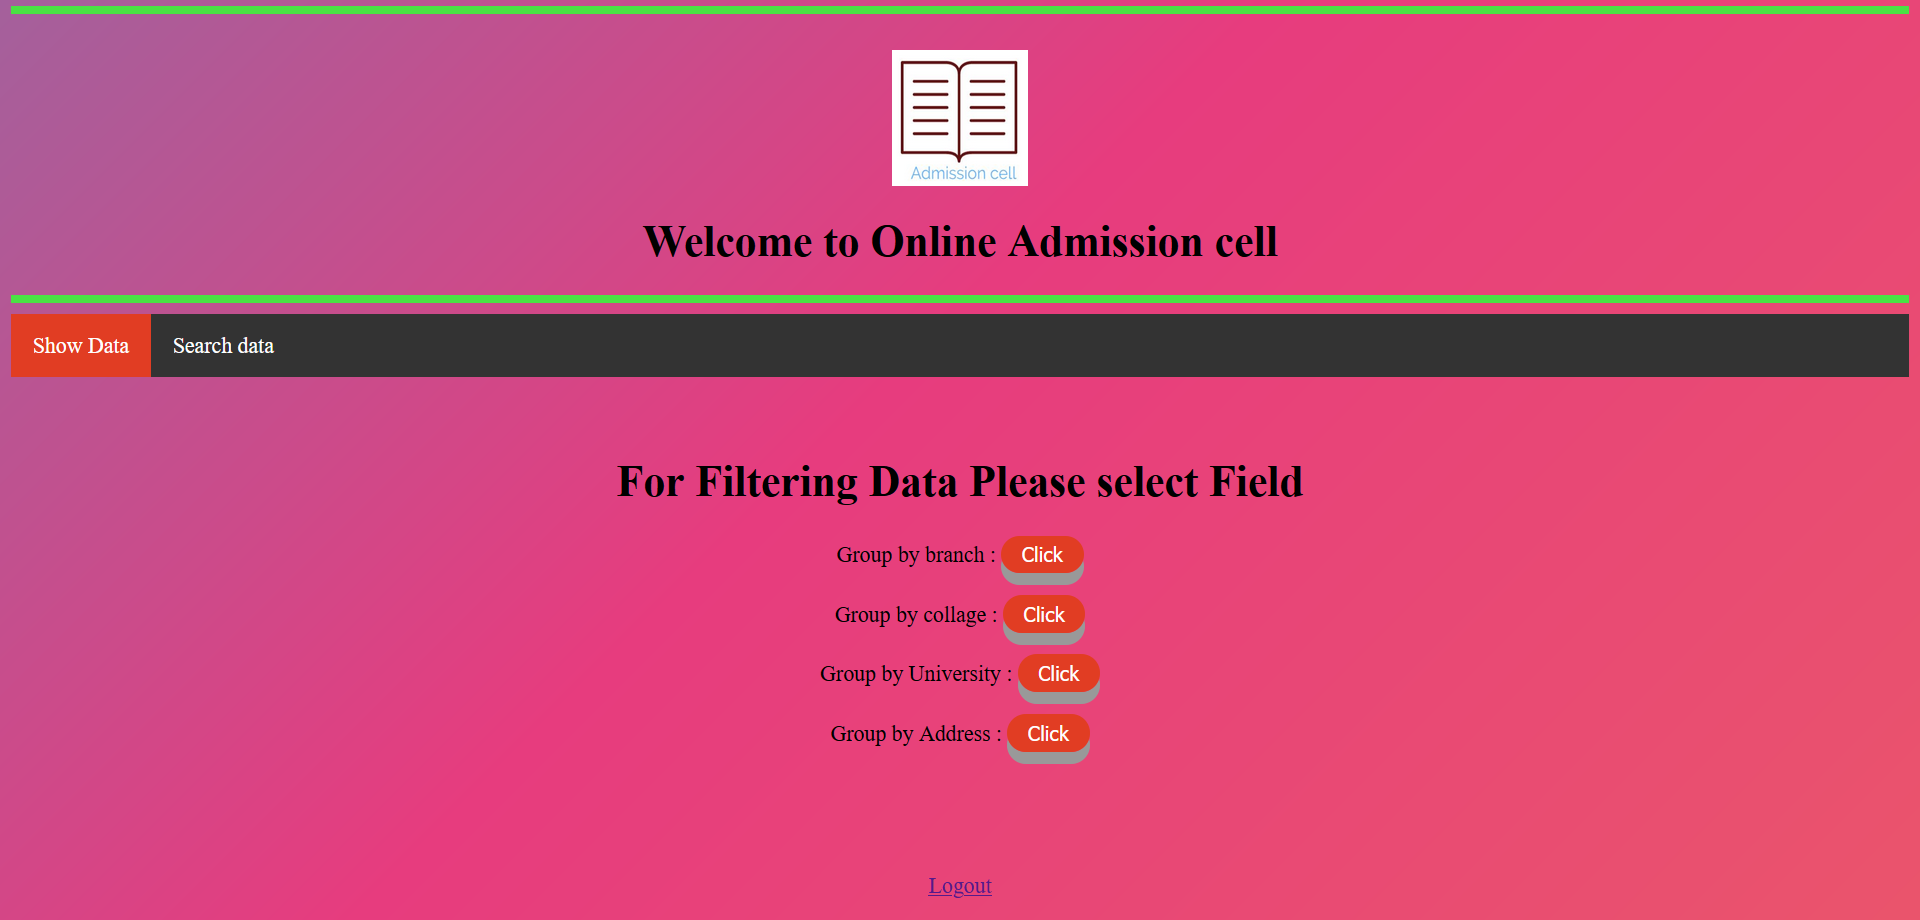 Admission cell
Welcome to Online Admission cell
Show Data Search data
For Filtering Data Please select Field
Group by branch : Click
Group by collage : Click
Group by University : Click
Group by Address : Click
Logout